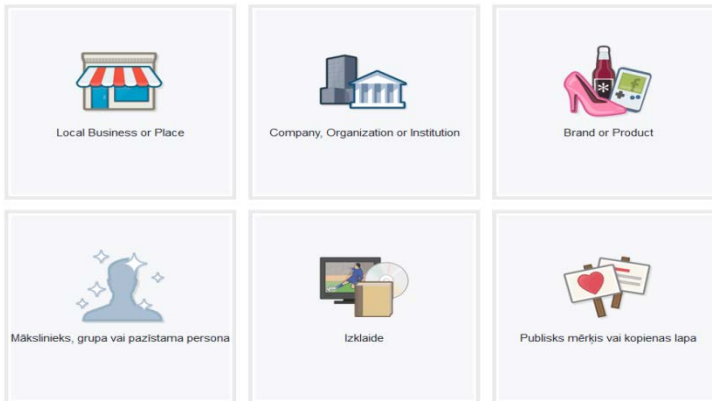 Local Business or Place
Company, Organization or Institution
Brand or Product
Mākslinieks, grupa vai pazīstama persona
Izklaide
Publisks mērķis vai kopienas lapa